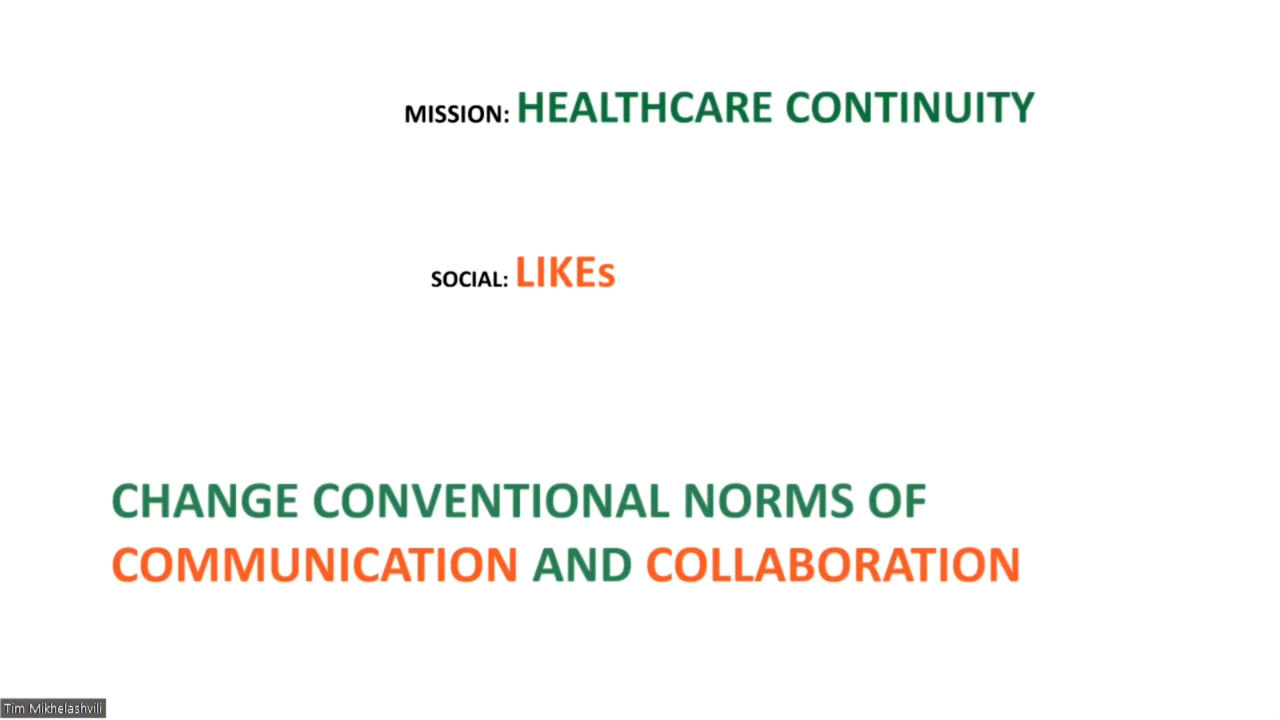 MISSION: HEALTHCARE CONTINUITY
SOCIAL: LIKEs
CHANGE CONVENTIONAL NORMS OF
COMMUNICATION AND COLLABORATION
Tim Mikhelashvili